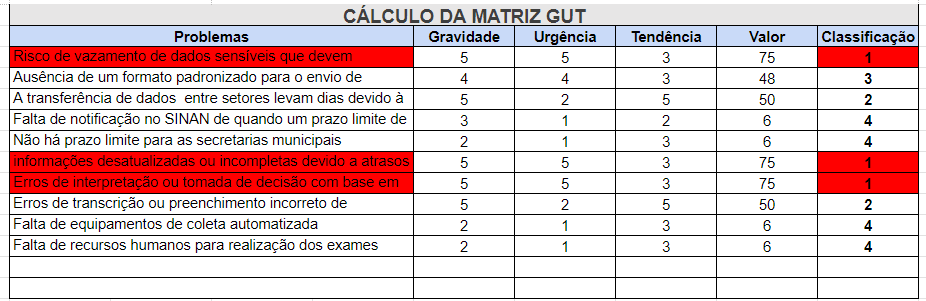 CÁLCULO DA MATRIZ GUT
Problemas Gravidade Urgência Tendência Valor Classificação
Risco de vazamento de dados sensíveis que devem 5 5 3 75 1
Ausência de um formato padronizado para o envio de 4 4 3 48 3
A transferência de dados entre setores levam dias devido à 5 2 5 50 2
Falta de notificação no SINAN de quando um prazo limite de 3 1 2 6 4
Não há prazo limite para as secretarias municipais 2 1 3 6 4
informações desatualizadas ou incompletas devido a atrasos 5 5 3 75 1
Erros de interpretação ou tomada de decisão com base em 5 5 3 75 1
Erros de transcrição ou preenchimento incorreto de 5 2 5 50 2
Falta de equipamentos de coleta automatizada 2 1 3 6 4
Falta de recursos humanos para realização dos exames 2 1 3 6 4